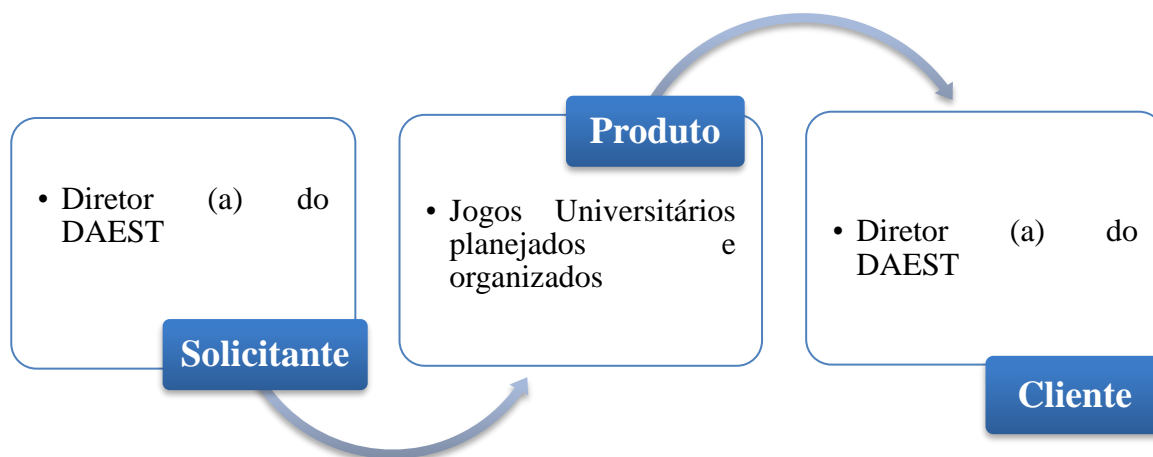 • Diretor (a) do
DAEST
Solicitante
Produto
• Jogos Universitários
planejados e
organizados
• Diretor (a) do
DAEST
Cliente